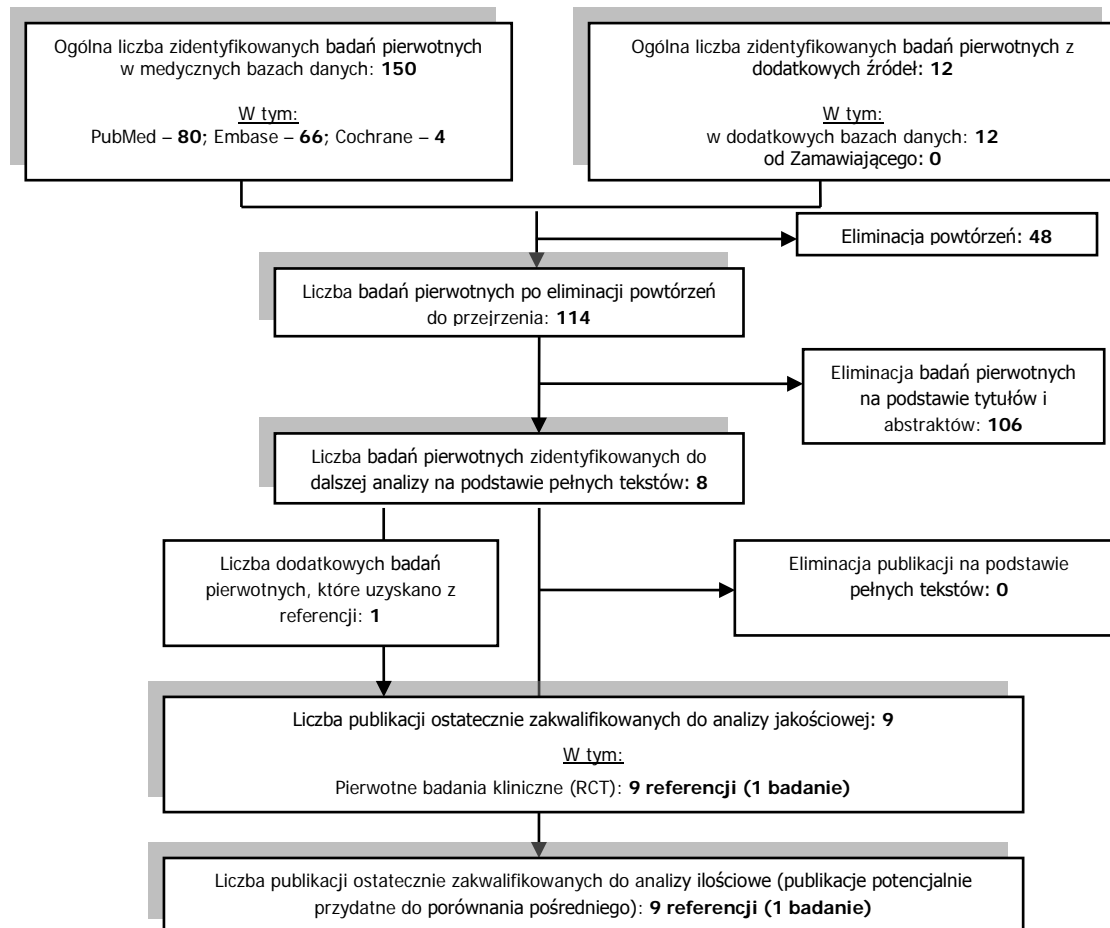 Ogólna liczba zidentyfikowanych badań pierwotnych
w medycznych bazach danych: 150
W tym:
PubMed – 80; Embase – 66; Cochrane – 4
Ogólna liczba zidentyfikowanych badań pierwotnych z
dodatkowych źródeł: 12
W tym:
w dodatkowych bazach danych: 12
od Zamawiającego: 0
Eliminacja powtórzeń: 48
Liczba badań pierwotnych po eliminacji powtórzeń
do przejrzenia: 114
Eliminacja badań pierwotnych
na podstawie tytułów i
abstraktów: 106
Liczba badań pierwotnych zidentyfikowanych do
dalszej analizy na podstawie pełnych tekstów: 8
Liczba dodatkowych badań
pierwotnych, które uzyskano z
referencji: 1
Eliminacja publikacji na podstawie
pełnych tekstów: 0
Liczba publikacji ostatecznie zakwalifikowanych do analizy jakościowej: 9
W tym:
Pierwotne badania kliniczne (RCT): 9 referencji (1 badanie)
Liczba publikacji ostatecznie zakwalifikowanych do analizy ilościowe (publikacje potencjalnie
przydatne do porównania pośredniego): 9 referencji (1 badanie)